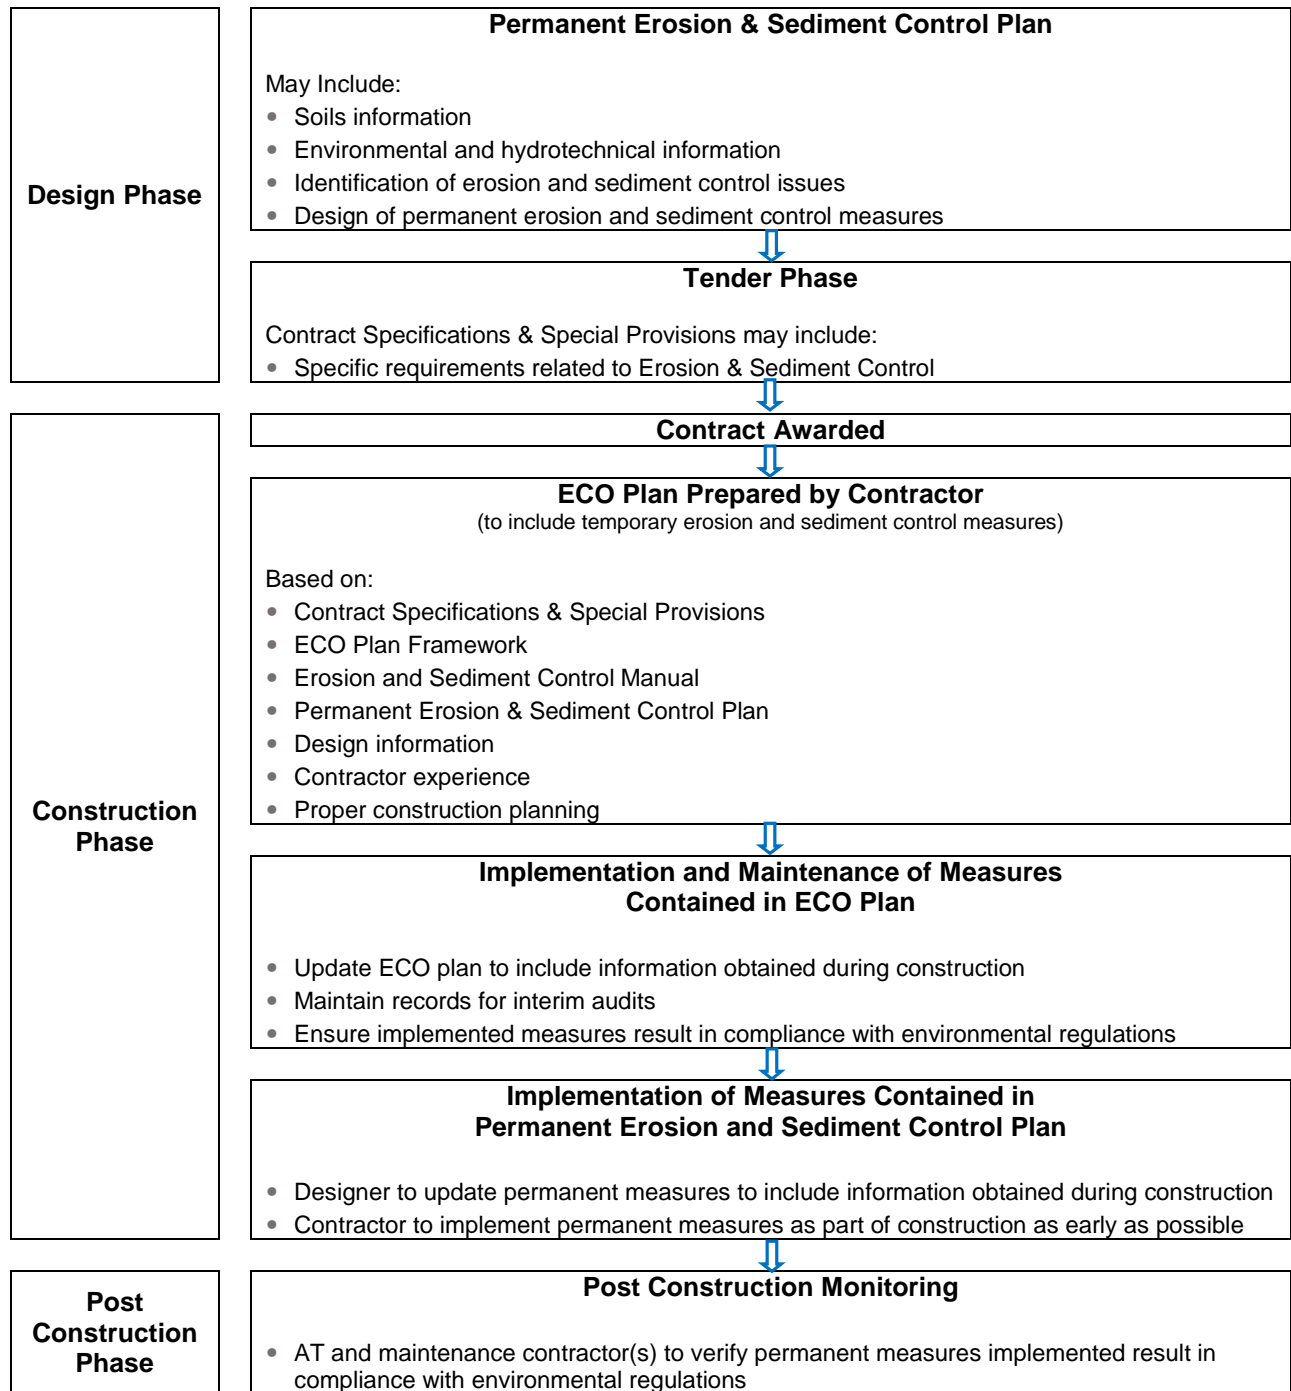 Design Phase
Permanent Erosion & Sediment Control Plan
May Include:
• Soils information
• Environmental and hydrotechnical information
• Identification of erosion and sediment control issues
• Design of permanent erosion and sediment control measures
Tender Phase
Contract Specifications & Special Provisions may include:
• Specific requirements related to Erosion & Sediment Control
Construction
Phase
Contract Awarded
ECO Plan Prepared by Contractor
(to include temporary erosion and sediment control measures)
Based on:
• Contract Specifications & Special Provisions
• ECO Plan Framework
• Erosion and Sediment Control Manual
• Permanent Erosion & Sediment Control Plan
• Design information
• Contractor experience
• Proper construction planning
Implementation and Maintenance of Measures
Contained in ECO Plan
• Update ECO plan to include information obtained during construction
• Maintain records for interim audits
• Ensure implemented measures result in compliance with environmental regulations
Implementation of Measures Contained in
Permanent Erosion and Sediment Control Plan
• Designer to update permanent measures to include information obtained during construction
• Contractor to implement permanent measures as part of construction as early as possible
Post
Construction
Phase
Post Construction Monitoring
• AT and maintenance contractor(s) to verify permanent measures implemented result in
compliance with environmental regulations